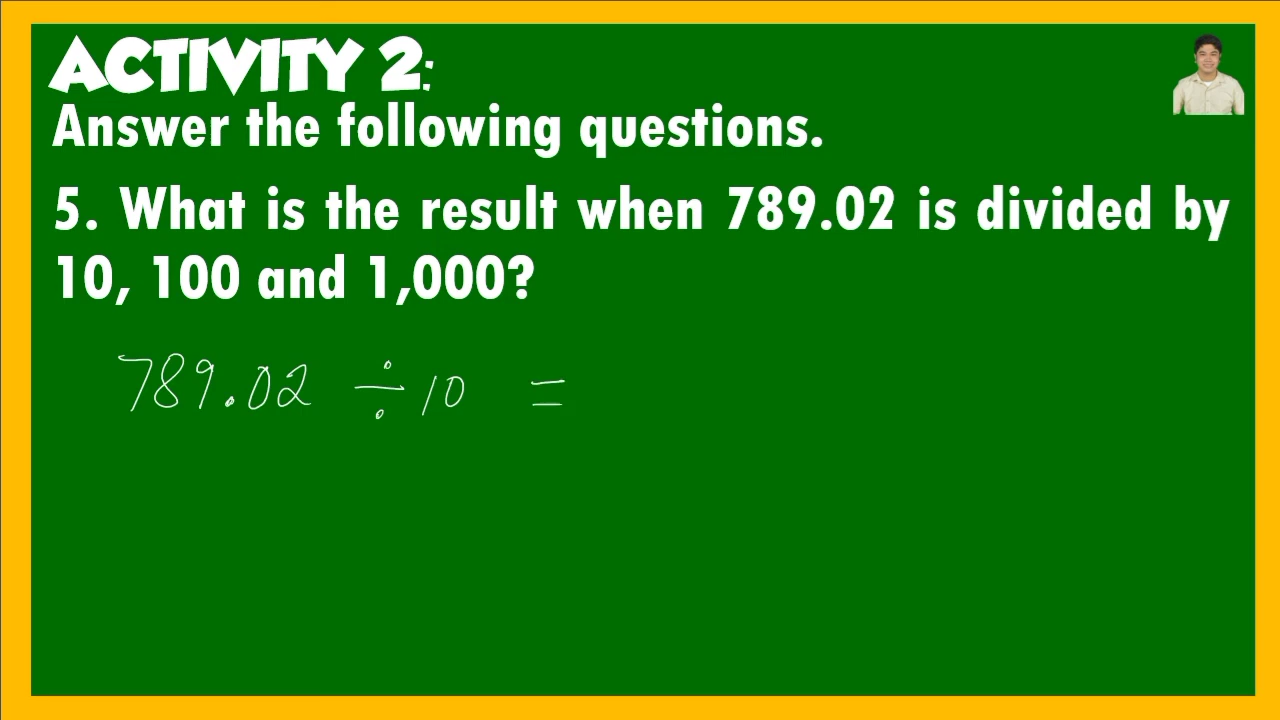 ACTIVITY 2:
Answer the following questions.
5. What is the result when 789.02 is divided by
10, 100 and 1,000?
789.02 ÷ 10 =